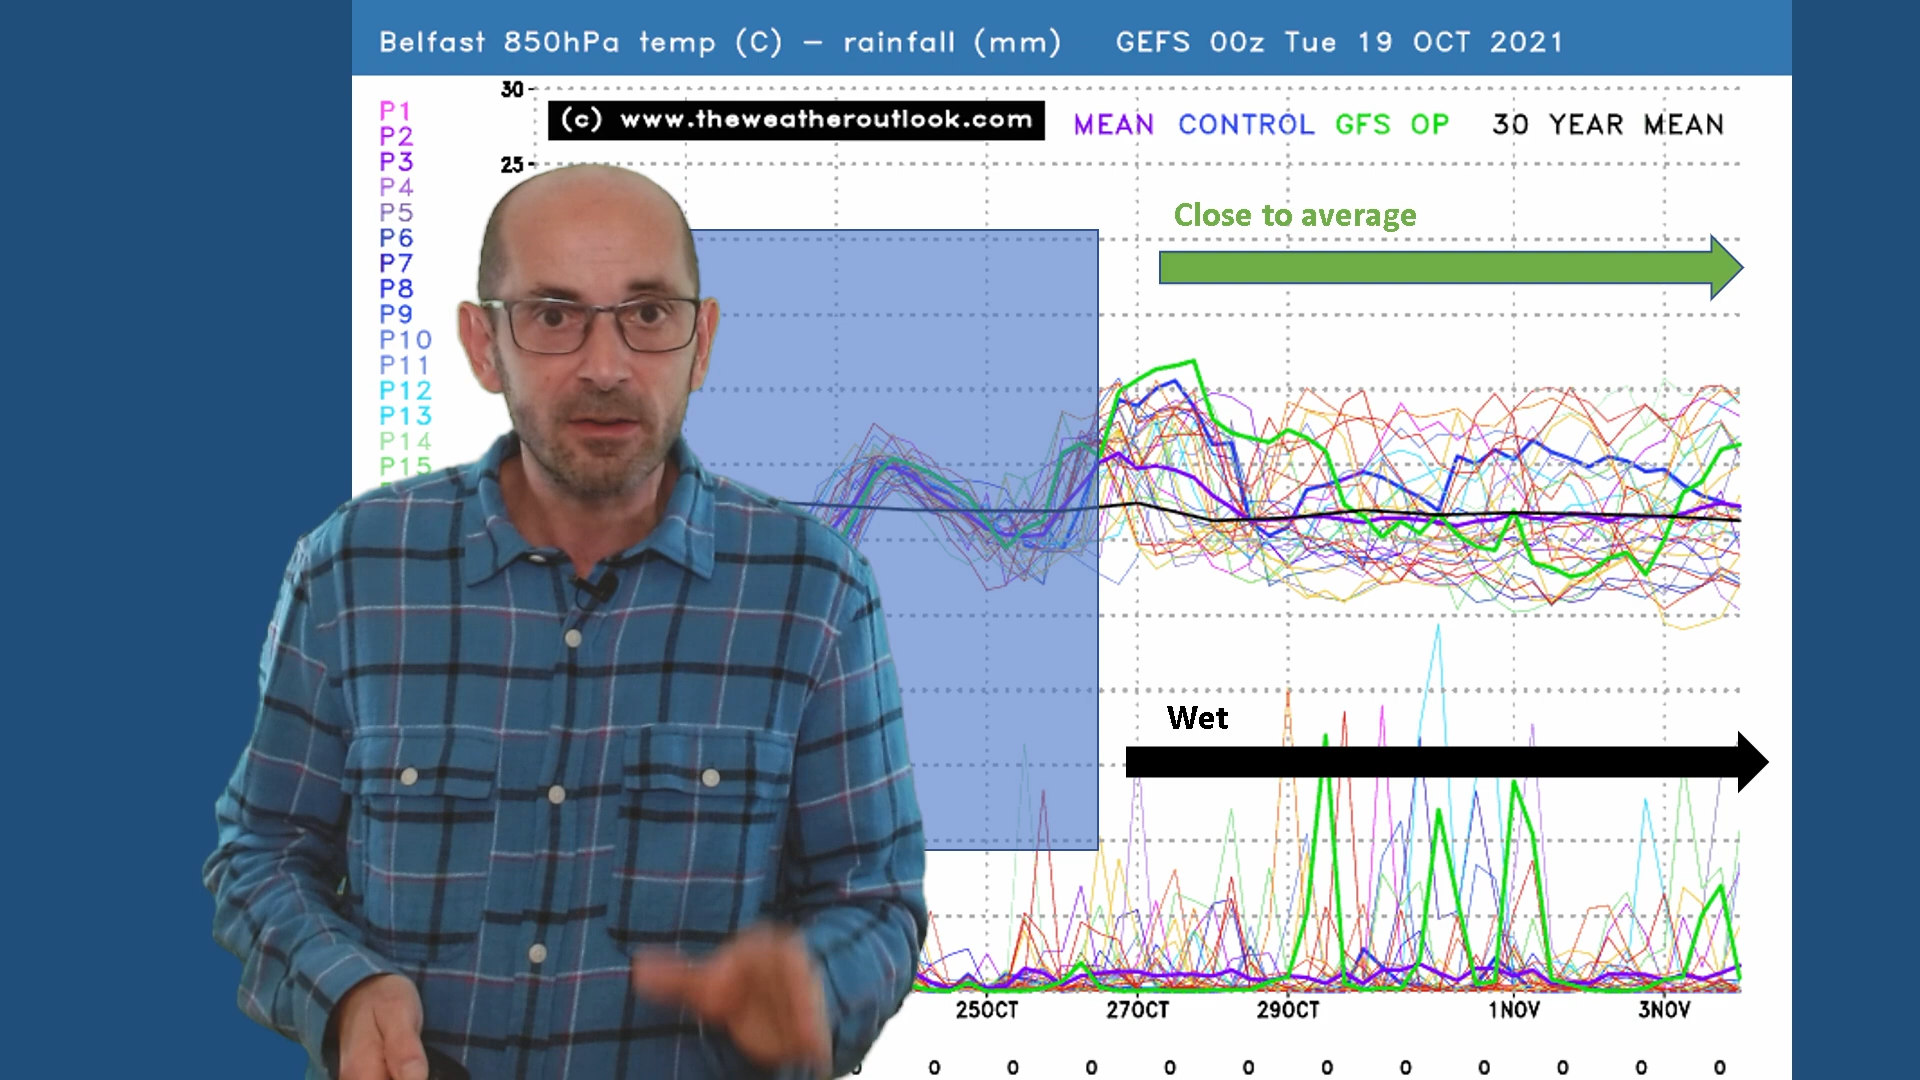 Belfast 850hPa temp (C) – rainfall (mm) GEFS 00z Tue 19 OCT 2021
30
(c) www.theweatheroutlook.com MEAN CONTROL GFS OP 30 YEAR MEAN
25
P1
P2
P3
P4
P5
P6
P7
P8
P9
P10
P11
P12
P13
P14
P15
Close to average
Wet
25OCT 27OCT 29OCT 1NOV 3NOV
0 0 0 0 0 0 0 0 0 0 0